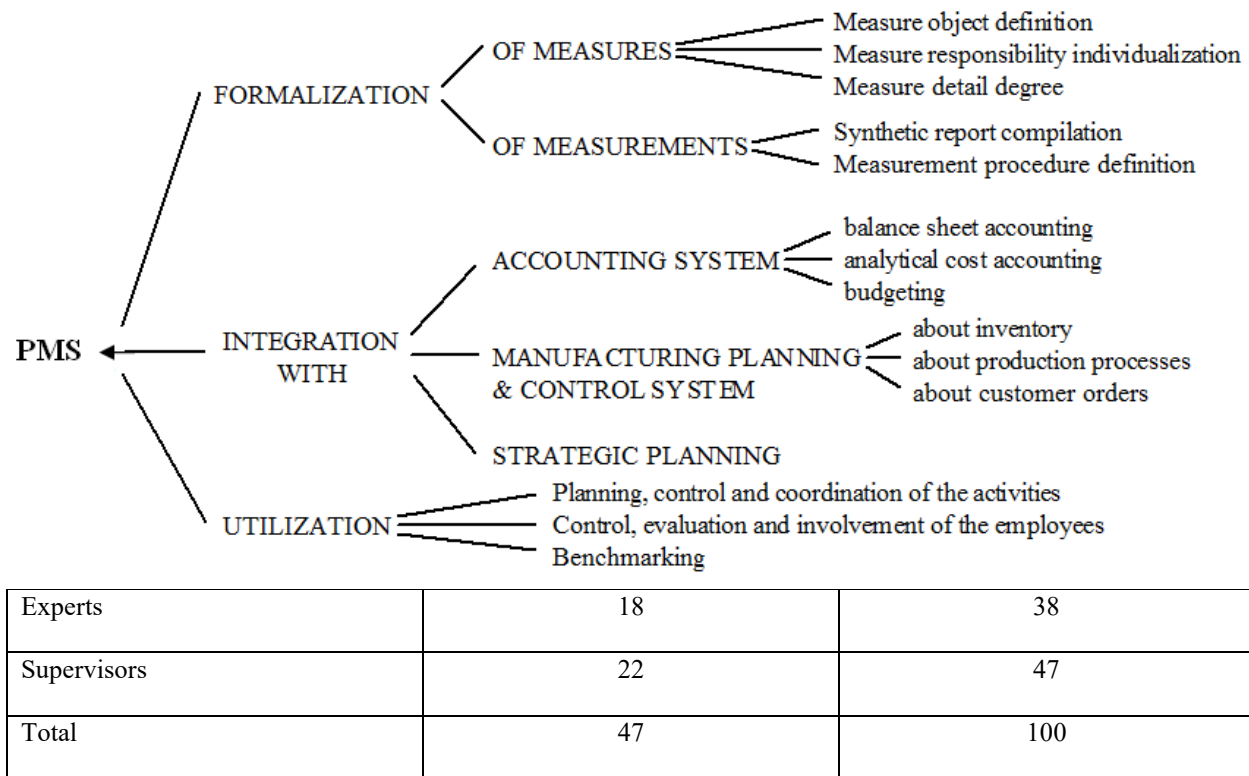 Measure object definition
OF MEASURES
Measure responsibility individualization
Measure detail degree
FORMALIZATION
OF MEASUREMENTS
Synthetic report compilation
Measurement procedure definition
balance sheet accounting
ACCOUNTING SYSTEM
analytical cost accounting
budgeting
PMS
INTEGRATION
WITH
MANUFACTURING PLANNING
& CONTROL SYSTEM
about inventory
about production processes
about customer orders
STRATEGIC PLANNING
UTILIZATION
Planning, control and coordination of the activities
Control, evaluation and involvement of the employees
Benchmarking
Experts 18 38
Supervisors 22 47
Total 47 100